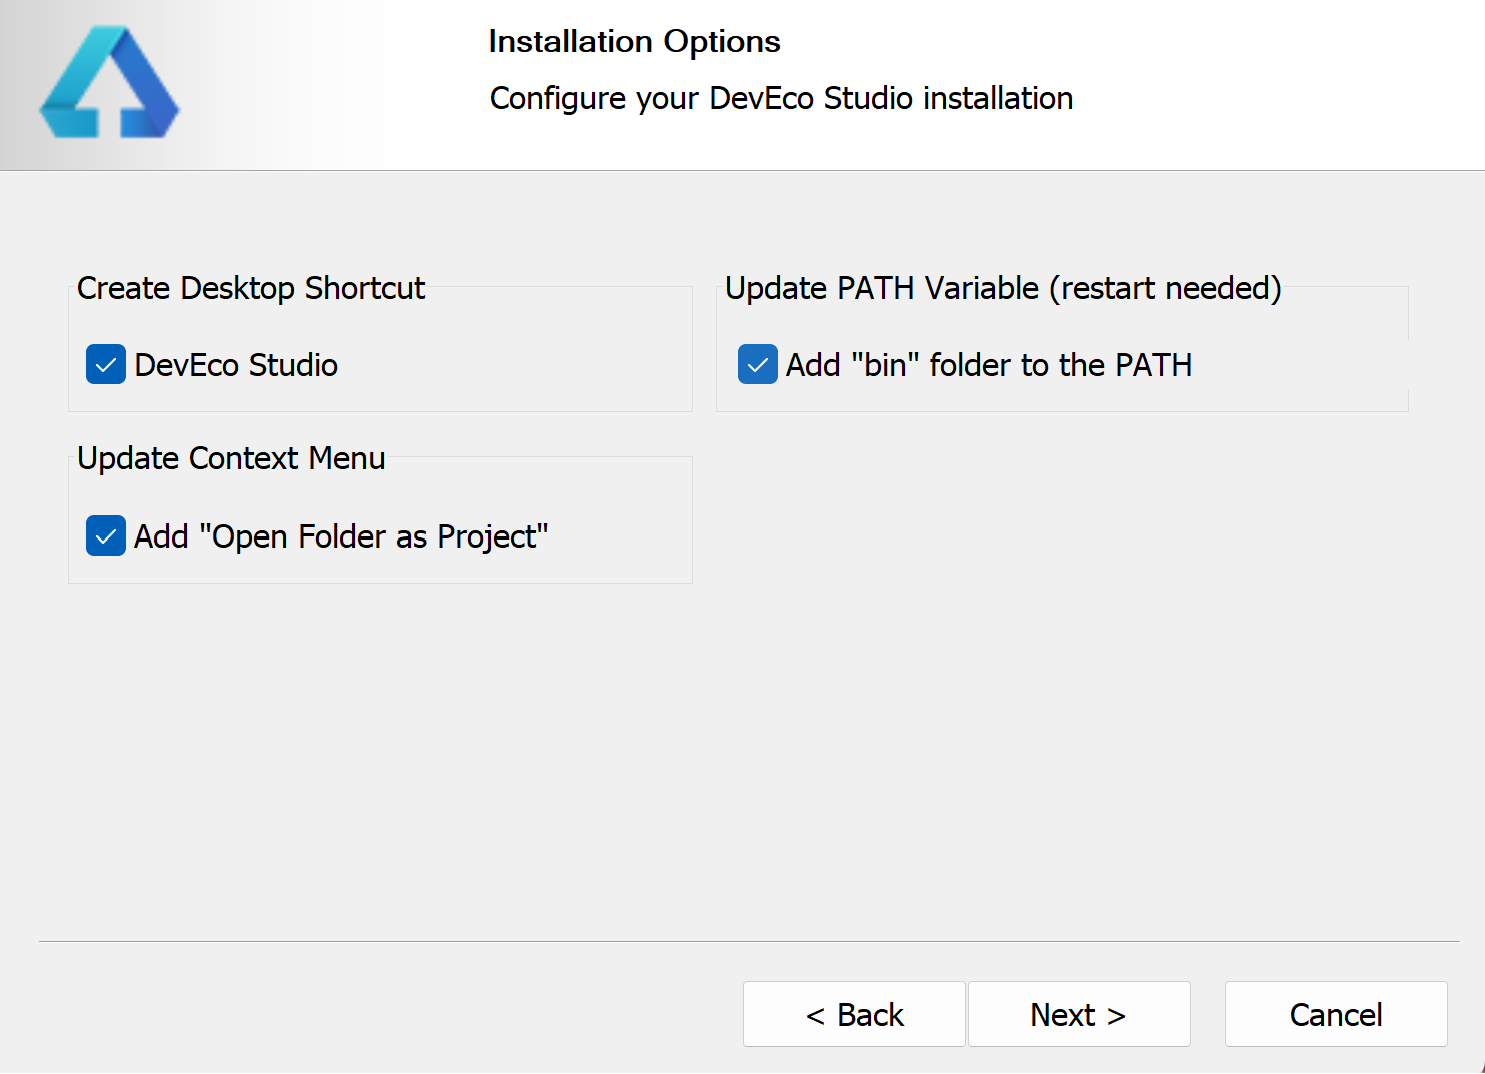 Installation Options
Configure your DevEco Studio installation
Create Desktop Shortcut
DevEco Studio
Update PATH Variable (restart needed)
Add "bin" folder to the PATH
Update Context Menu
Add "Open Folder as Project"
< Back
Next >
Cancel